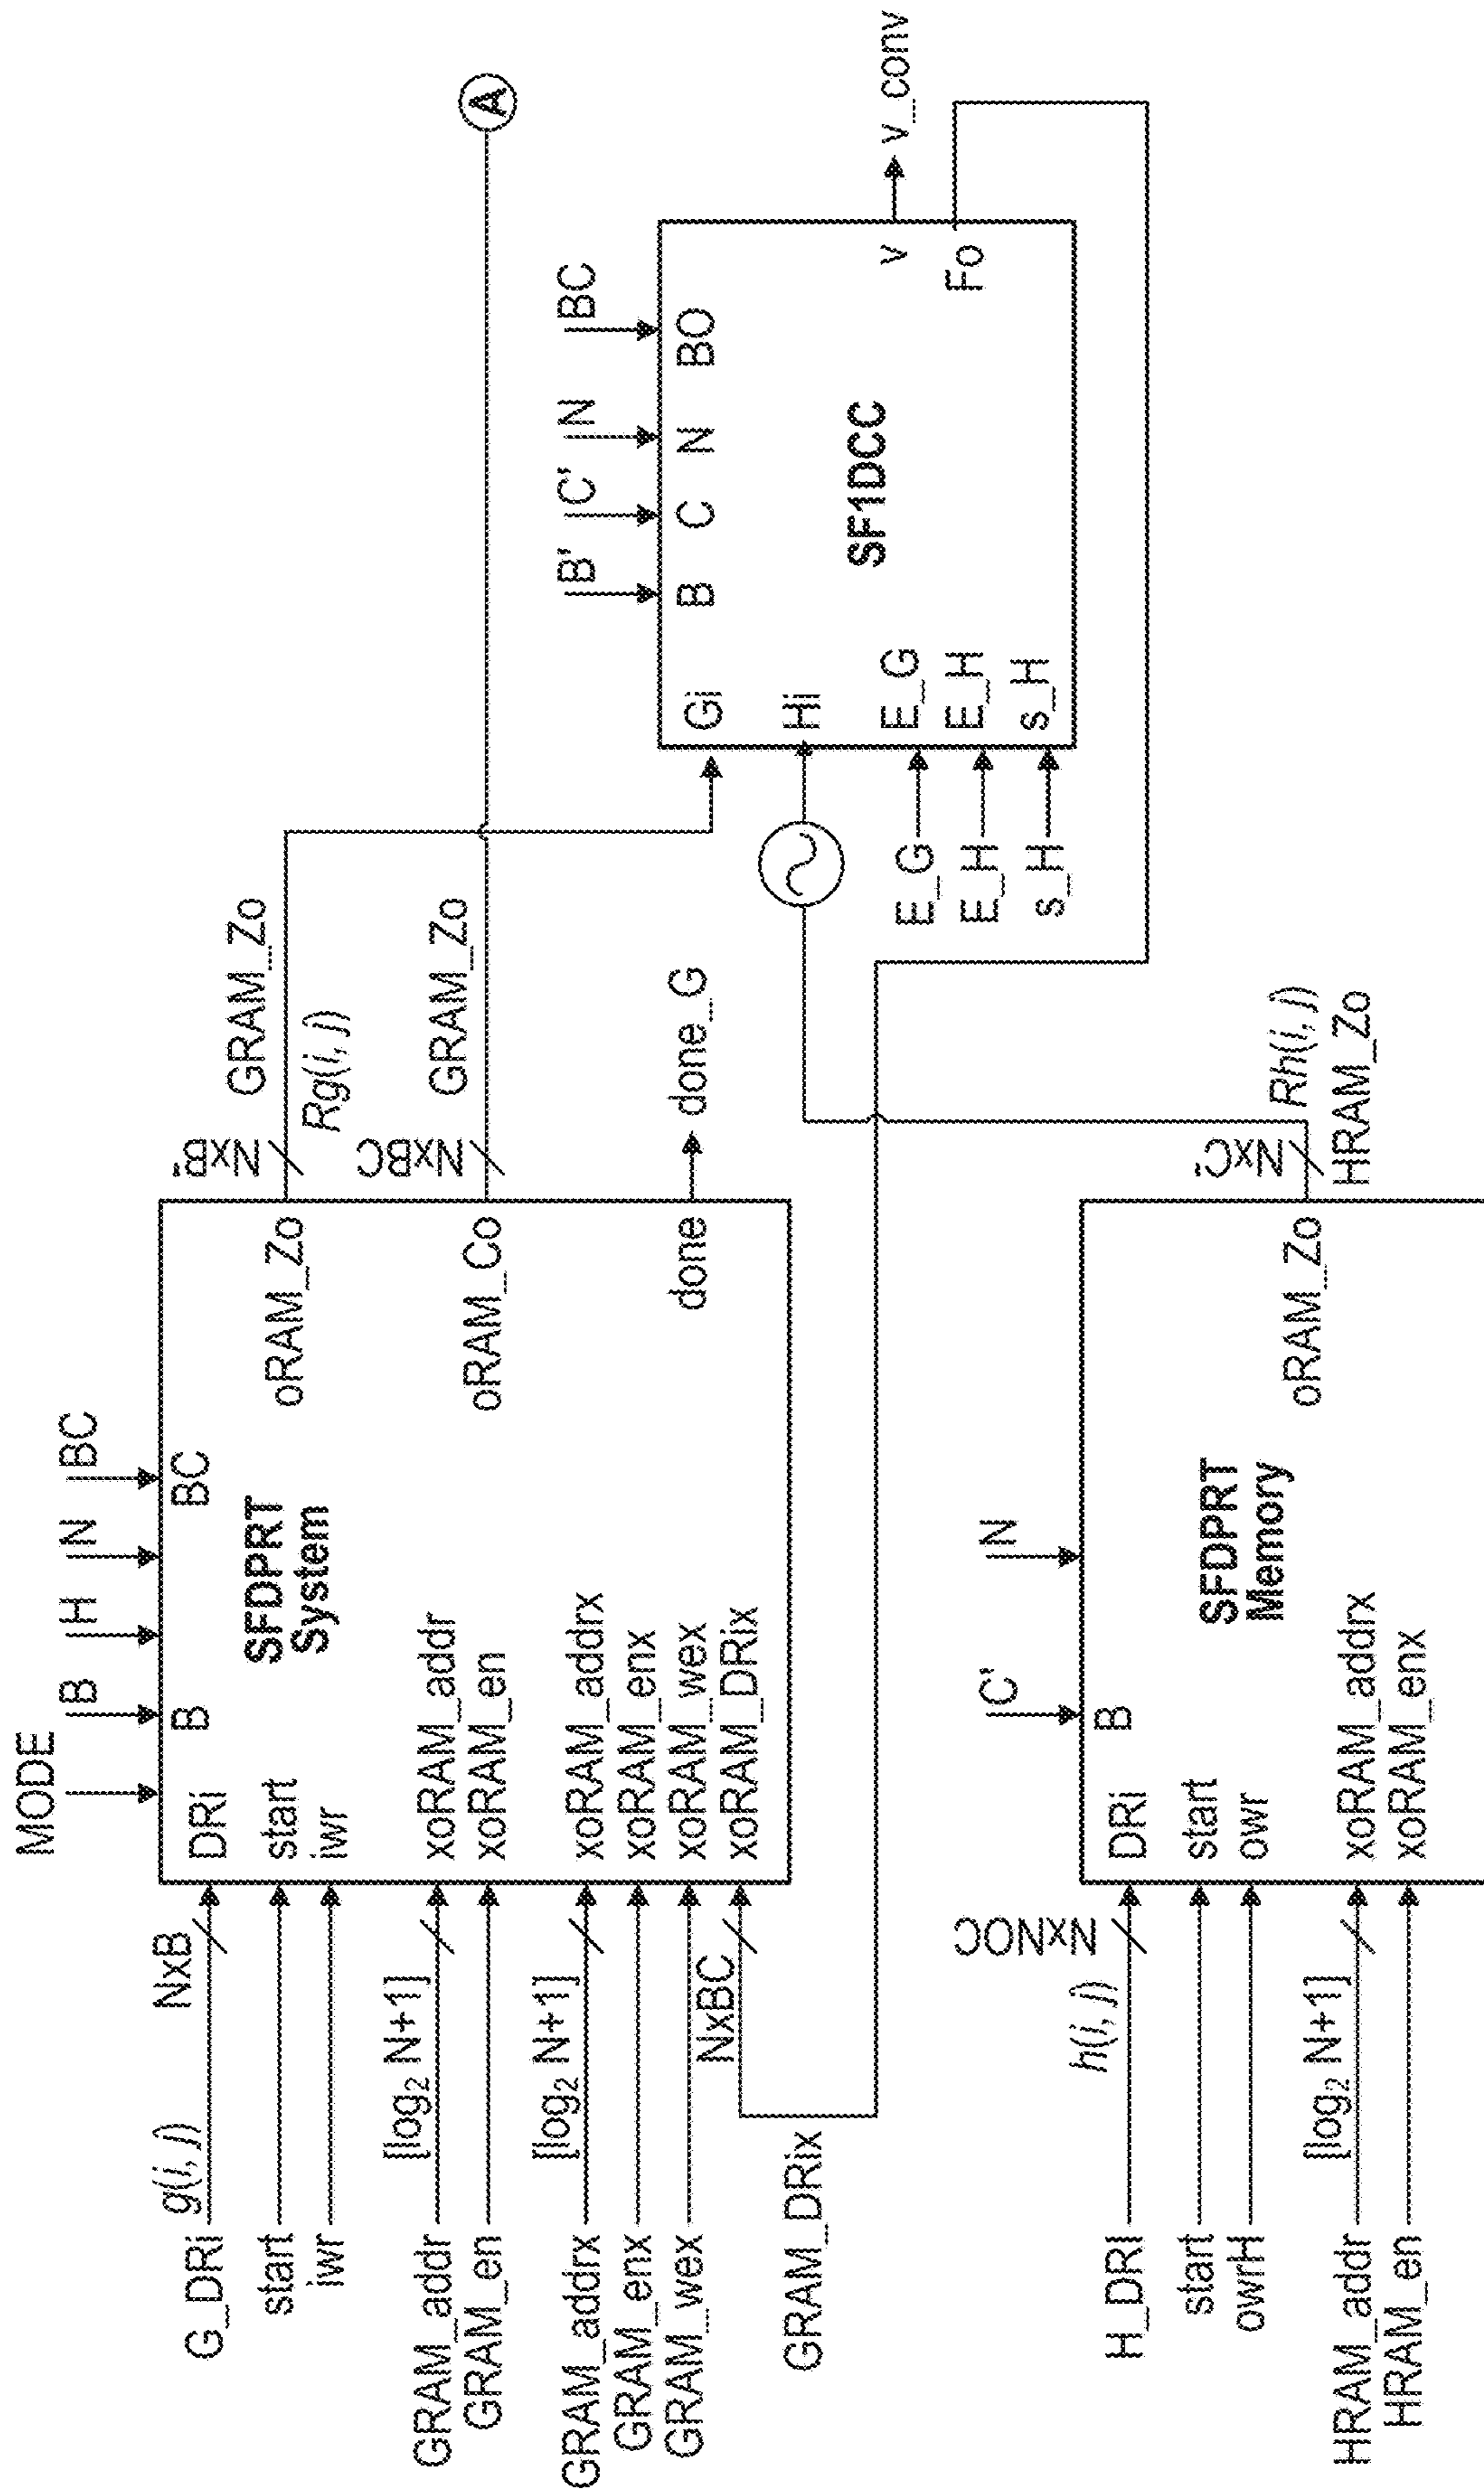 MODE
B
H
N
BC
G_DRi
g(i, j)
NxB
DRi
B
BC
SFDPRT
System
start
start
iwr
iwr
GRAM_addr
[log₂ N+1]
xoRAM_addr
GRAM_en
xoRAM_en
GRAM_addrx
[log₂ N+1]
xoRAM_addrx
GRAM_enx
xoRAM_enx
GRAM_wex
xoRAM_wex
NxBC
xoRAM_DRix
GRAM_DRix
oRAM_Zo
NxB'
GRAM_Zo
Rg(i, j)
oRAM_Co
NxBC
GRAM_Zo
A
done
done_G
B'
C'
N
BC
B
C
N
BO
SF1DCC
Gi
Hi
E_G
E_G
E_H
E_H
s_H
s_H
v
v_conv
Fo
C'
N
H_DRi
h(i, j)
NxNOC
DRi
B
SFDPRT
Memory
start
start
owrH
owr
HRAM_addr
[log₂ N+1]
xoRAM_addrx
HRAM_en
xoRAM_enx
oRAM_Zo
NxC'
Rh(i, j)
HRAM_Zo